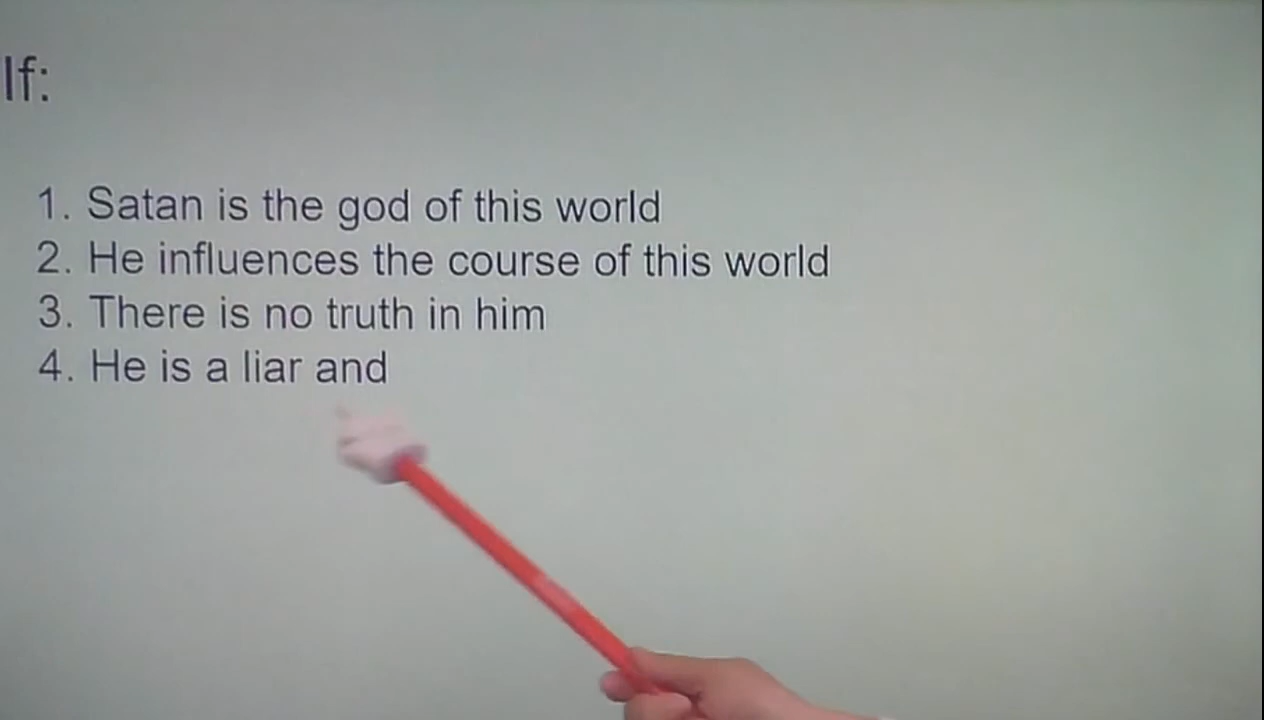 If:
1. Satan is the god of this world
2. He influences the course of this world
3. There is no truth in him
4. He is a liar and